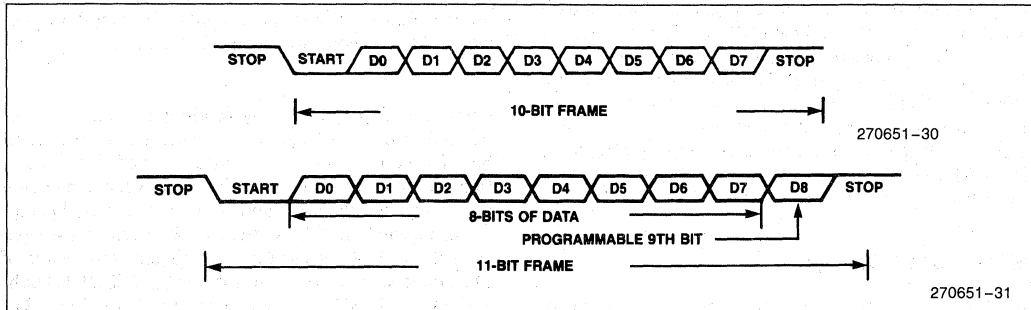 STOP START D0 D1 D2 D3 D4 D5 D6 D7 STOP
10-BIT FRAME
270651-30
STOP START D0 D1 D2 D3 D4 D5 D6 D7 D8 STOP
8-BITS OF DATA
PROGRAMMABLE 9TH BIT
11-BIT FRAME
270651-31